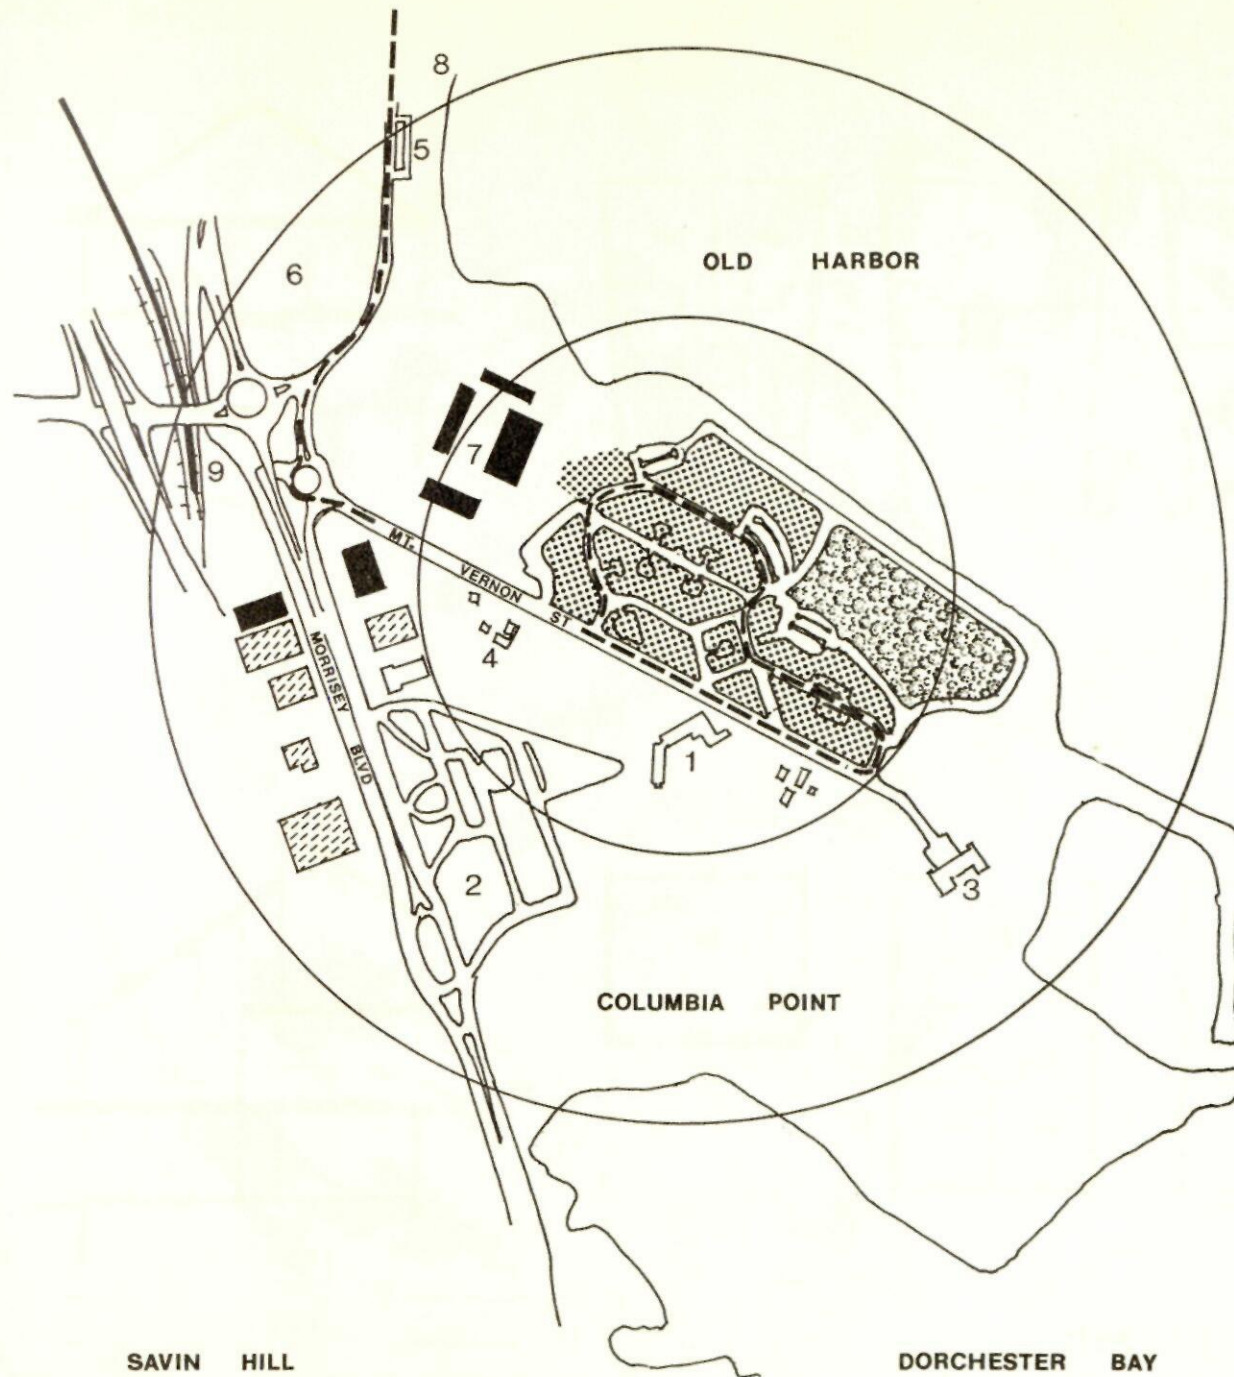 8
5
OLD HARBOR
6
7
9
MT. VERNON ST
4
MORRISEY BLVD
1
2
3
COLUMBIA POINT
SAVIN HILL
DORCHESTER BAY